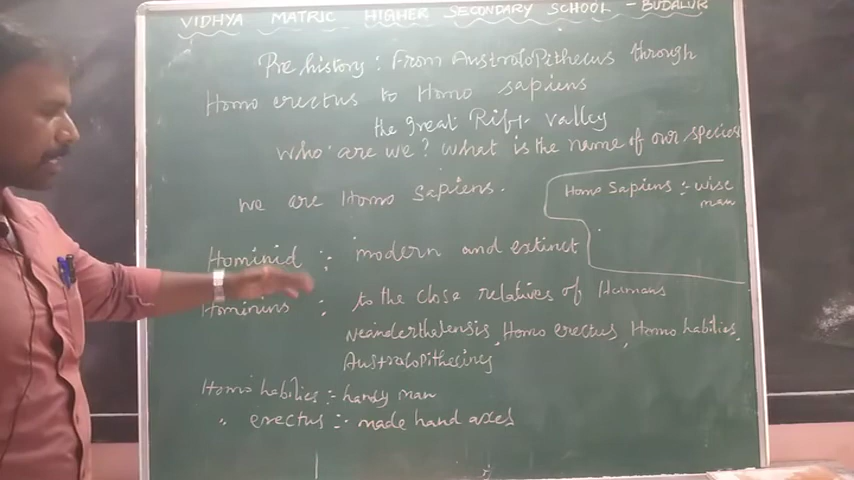 VIDHYA MATRIC HIGHER SECONDARY SCHOOL - BUDALUR
Pre history : From Australopithecus through
Homo erectus to Homo sapiens
the great Rift valley
Who are we? What is the name of our species
we are Homo Sapiens.
Homo Sapiens :- wise
man
Hominid :- modern and extinct
Hominins : to the close relatives of Humans
Neanderthalensis, Homo erectus, Homo habilies,
Australopithecines
Homo habilies :- handy man
" erectus :- made hand axes